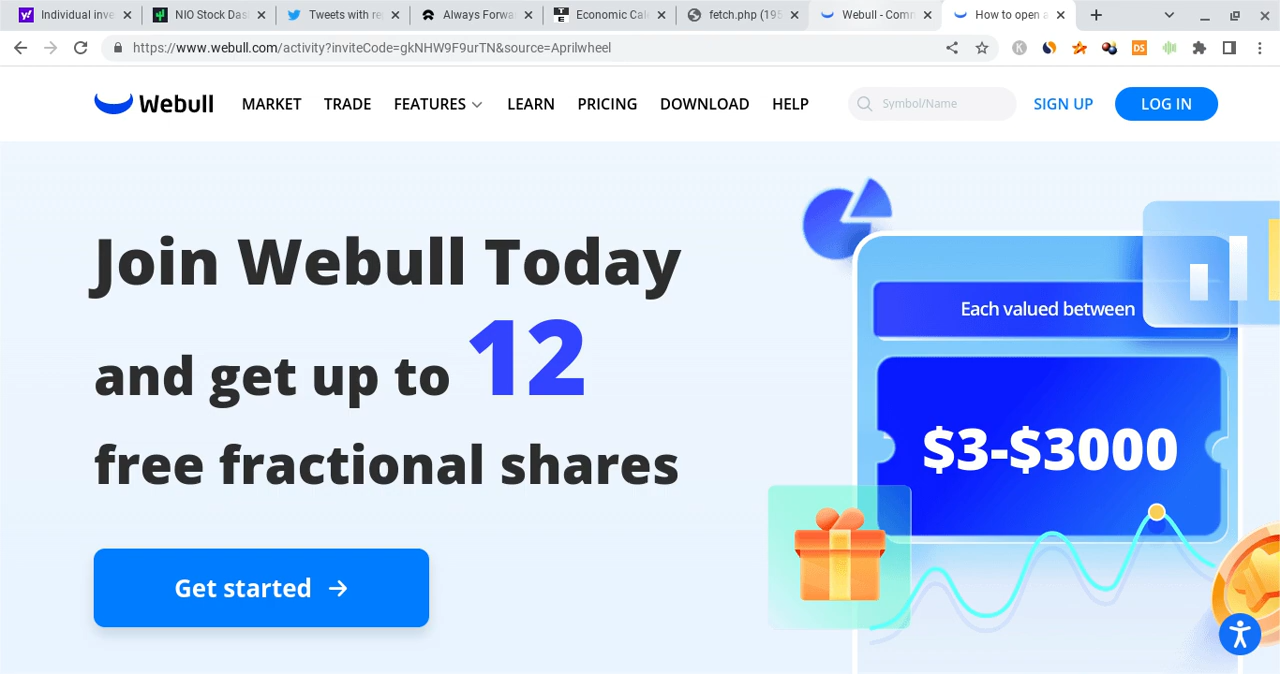 Individual inve
NIO Stock Das
Tweets with re
Always Forwa
Economic Cale
fetch.php (195
Webull - Comm
How to open a
https://www.webull.com/activity?inviteCode=gkNHW9F9urTN&source=Aprilwheel
Webull
MARKET
TRADE
FEATURES
LEARN
PRICING
DOWNLOAD
HELP
Symbol/Name
SIGN UP
LOG IN
Join Webull Today
and get up to 12
free fractional shares
Get started →
Each valued between
$3-$3000